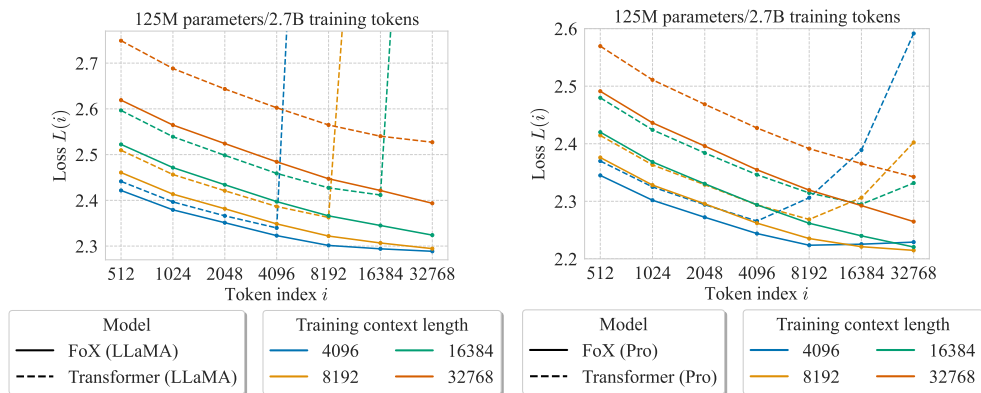 125M parameters/2.7B training tokens
Loss L(i)
2.7
2.6
2.5
2.4
2.3
512 1024 2048 4096 8192 16384 32768
Token index i
Model
FoX (LLaMA)
Transformer (LLaMA)
Training context length
4096
8192
16384
32768
125M parameters/2.7B training tokens
Loss L(i)
2.6
2.5
2.4
2.3
2.2
512 1024 2048 4096 8192 16384 32768
Token index i
Model
FoX (Pro)
Transformer (Pro)
Training context length
4096
8192
16384
32768